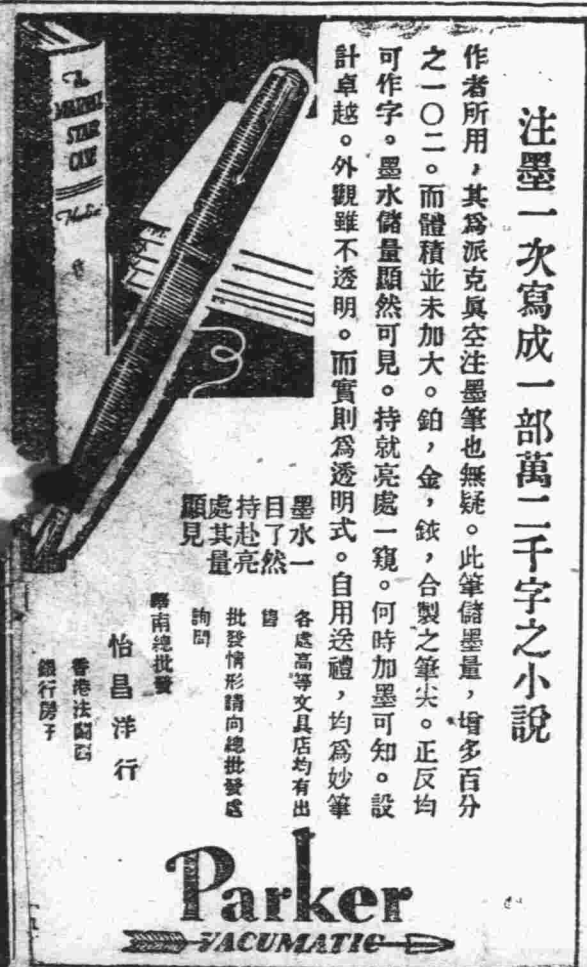 注墨一次寫成一部萬二千字之小說
作者所用，其爲派克眞空注墨筆也無疑。此筆儲墨量，增多百分
之一〇二。而體積並未加大。鉑，金，銥，合製之筆尖。正反均
可作字。墨水儲量顯然可見。持就亮處一窺。何時加墨可知。設
計卓越。外觀雖不透明。而實則爲透明式。自用送禮，均爲妙筆
墨水一
目了然
持赴亮
處其量
顯見
各處高等文具店均有出
售
批發情形請向總批發處
詢問
南總批發
怡昌洋行
香港法蘭西
銀行房子
The
STAR
CASE
Parker
VACUMATIC